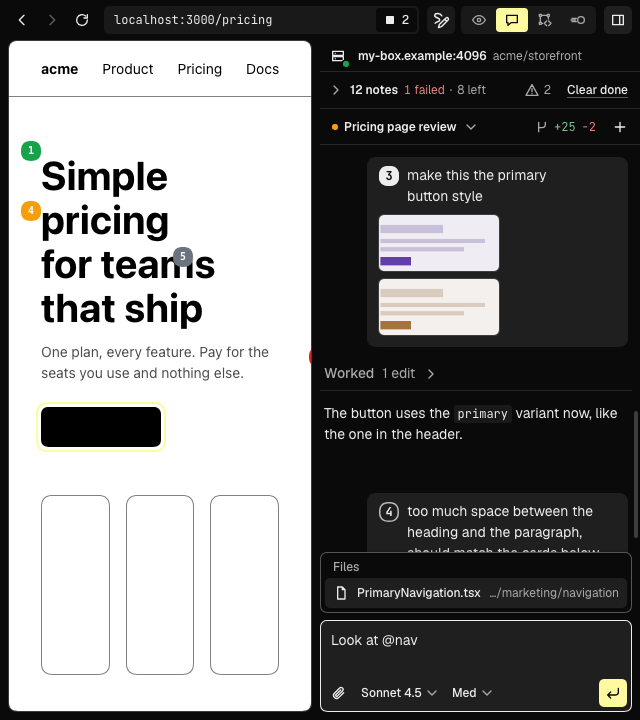 localhost:3000/pricing 2
acme Product Pricing Docs
1
Simple
4
pricing
5
for teams
that ship
One plan, every feature. Pay for the
seats you use and nothing else.
my-box.example:4096 acme/storefront
12 notes 1 failed · 8 left 2 Clear done
Pricing page review +25 -2
3 make this the primary
button style
Worked 1 edit
The button uses the primary variant now, like
the one in the header.
4 too much space between the
heading and the paragraph,
should match the cards below
Files
PrimaryNavigation.tsx …/marketing/navigation
Look at @nav
Sonnet 4.5 Med